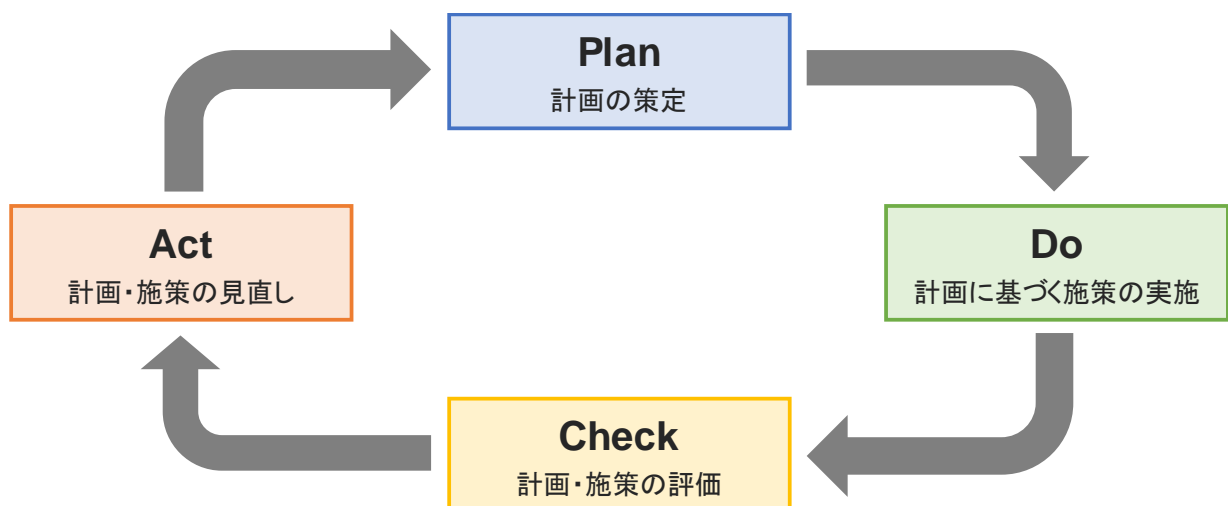 Plan
計画の策定
Act
計画・施策の見直し
Do
計画に基づく施策の実施
Check
計画・施策の評価